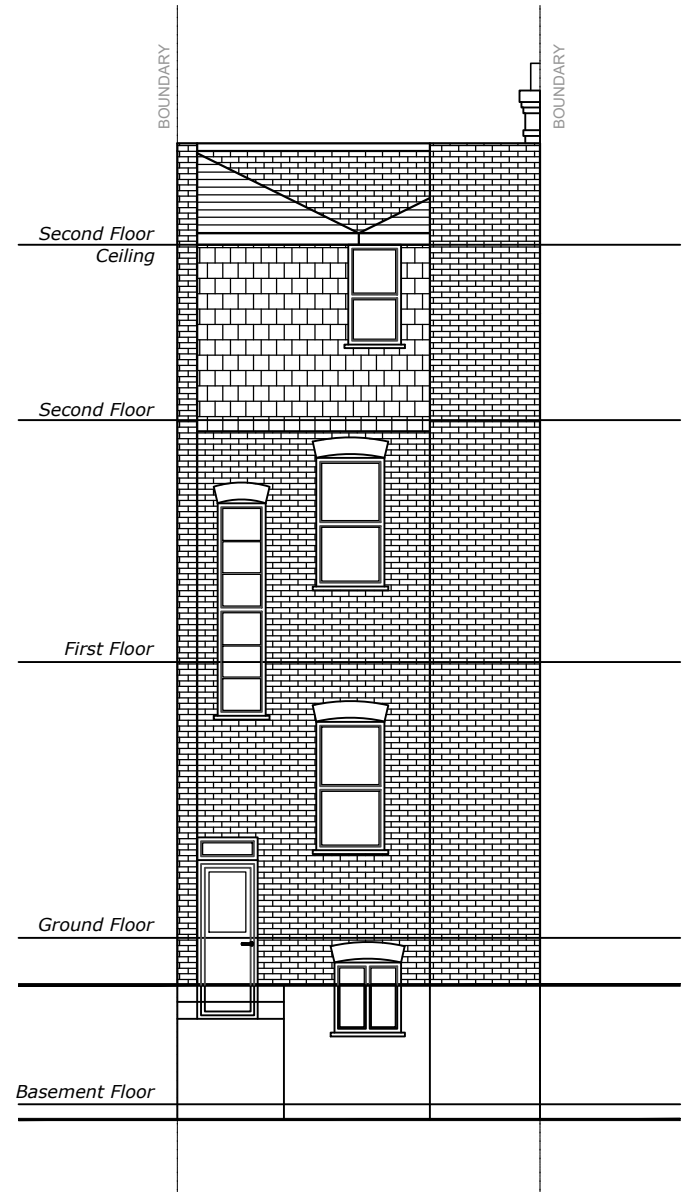 BOUNDARY
BOUNDARY
Second Floor
Ceiling
Second Floor
First Floor
Ground Floor
Basement Floor